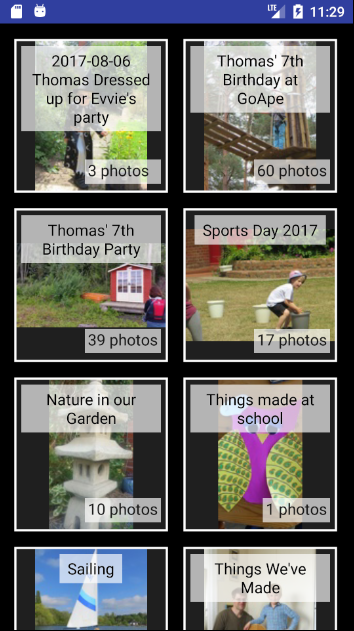 LTE 11:29
2017-08-06
Thomas Dressed
up for Evvie's
party
3 photos
Thomas' 7th
Birthday at
GoApe
60 photos
Thomas' 7th
Birthday Party
39 photos
Sports Day 2017
17 photos
Nature in our
Garden
10 photos
Things made at
school
1 photos
Sailing
Things We've
Made